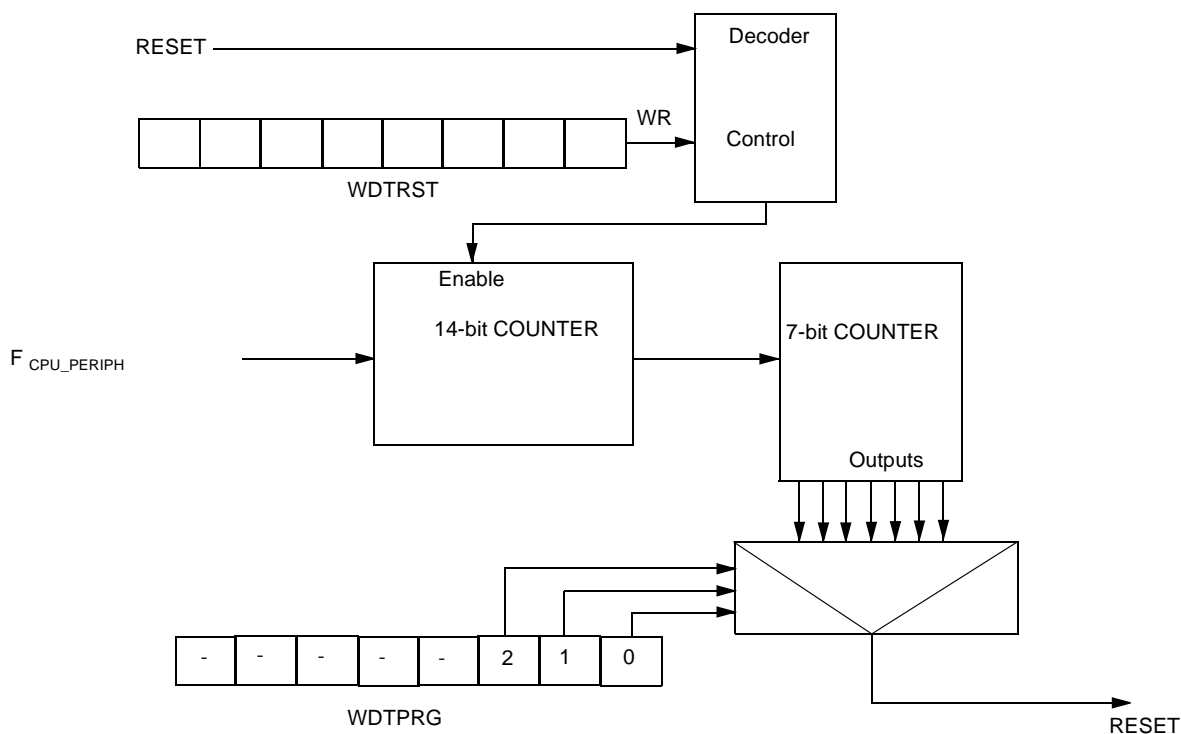 RESET
Decoder
WR
Control
WDTRST
Enable
14-bit COUNTER
7-bit COUNTER
F CPU_PERIPH
Outputs
- - - - - 2 1 0
WDTPRG
RESET